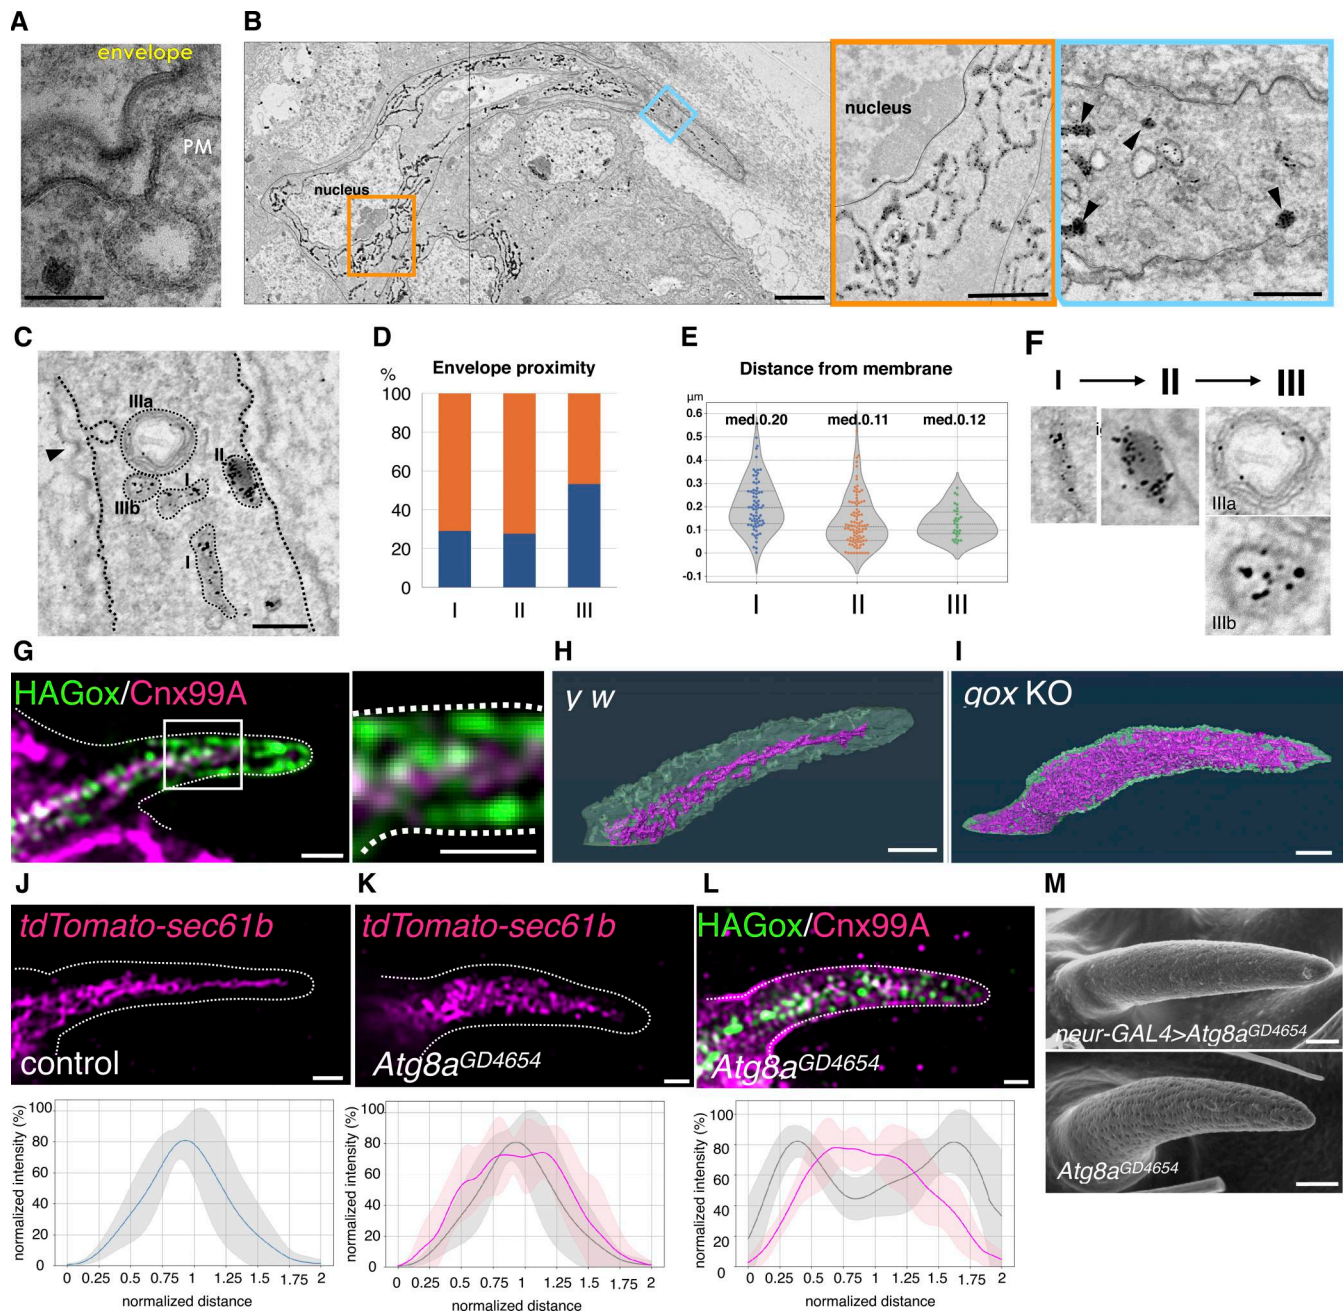 A
envelope
PM
B
nucleus
nucleus
C
IIIa
II
I
IIIb
I
D
Envelope proximity
%
100
80
60
40
20
0
I II III
E
Distance from membrane
µm
0.6
0.5
0.4
0.3
0.2
0.1
0
-0.1
med.0.20 med.0.11 med.0.12
I II III
F
I II III
IIIa
IIIb
G
HAGox/Cnx99A
H
y w
I
gox KO
J
tdTomato-sec61b
control
K
tdTomato-sec61b
Atg8aGD4654
L
HAGox/Cnx99A
Atg8aGD4654
M
neur-GAL4>Atg8aGD4654
Atg8aGD4654
normalized intensity (%)
100
80
60
40
20
0
0 0.25 0.5 0.75 1 1.25 1.5 1.75 2
normalized distance
normalized intensity (%)
100
80
60
40
20
0
0 0.25 0.5 0.75 1 1.25 1.5 1.75 2
normalized distance
normalized intensity (%)
100
80
60
40
20
0
0 0.25 0.5 0.75 1 1.25 1.5 1.75 2
normalized distance